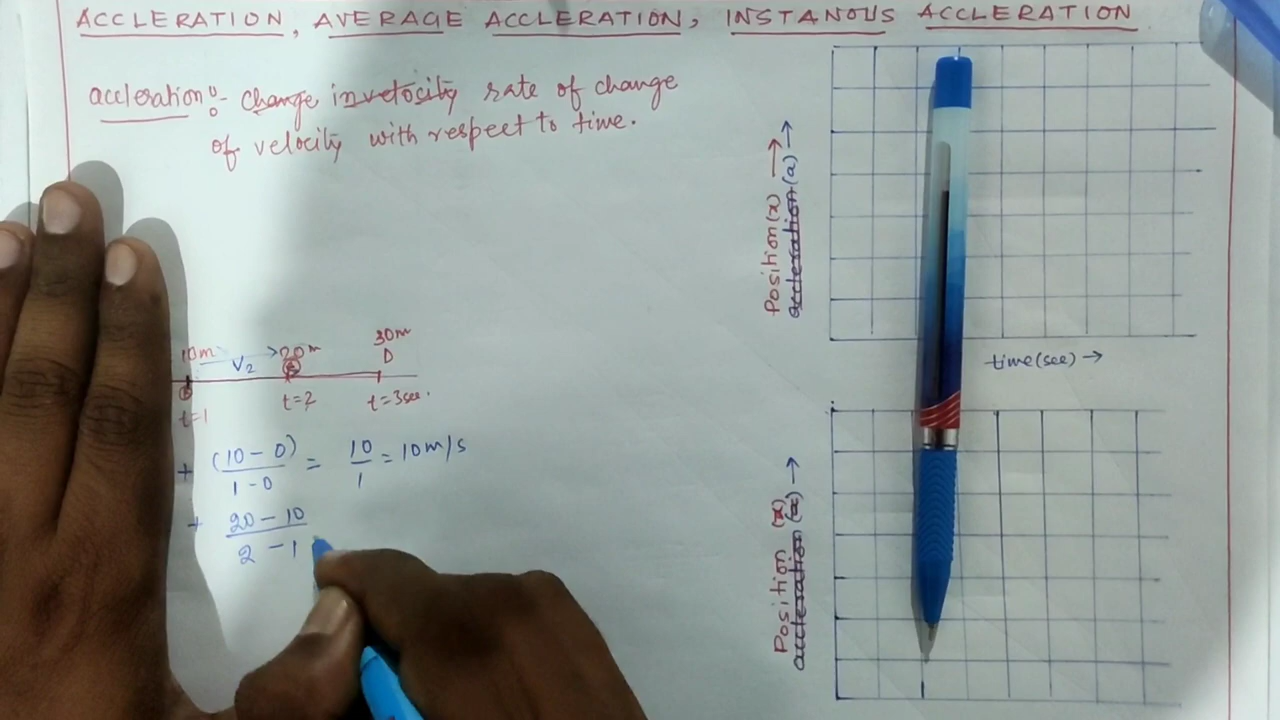 ACCLERATION, AVERAGE ACCLERATION, INSTANOUS ACCLERATION
accleration:- change in velocity rate of change
of velocity with respect to time.
10m V2 → 20m 30m
D
t=1 t=2 t=3sec.
+ (10-0)/1-0 = 10/1 = 10m/s
+ 20-10/2-1
Position (x) →
accleration (a) →
time(sec) →
Position (x)
accleration (a) →